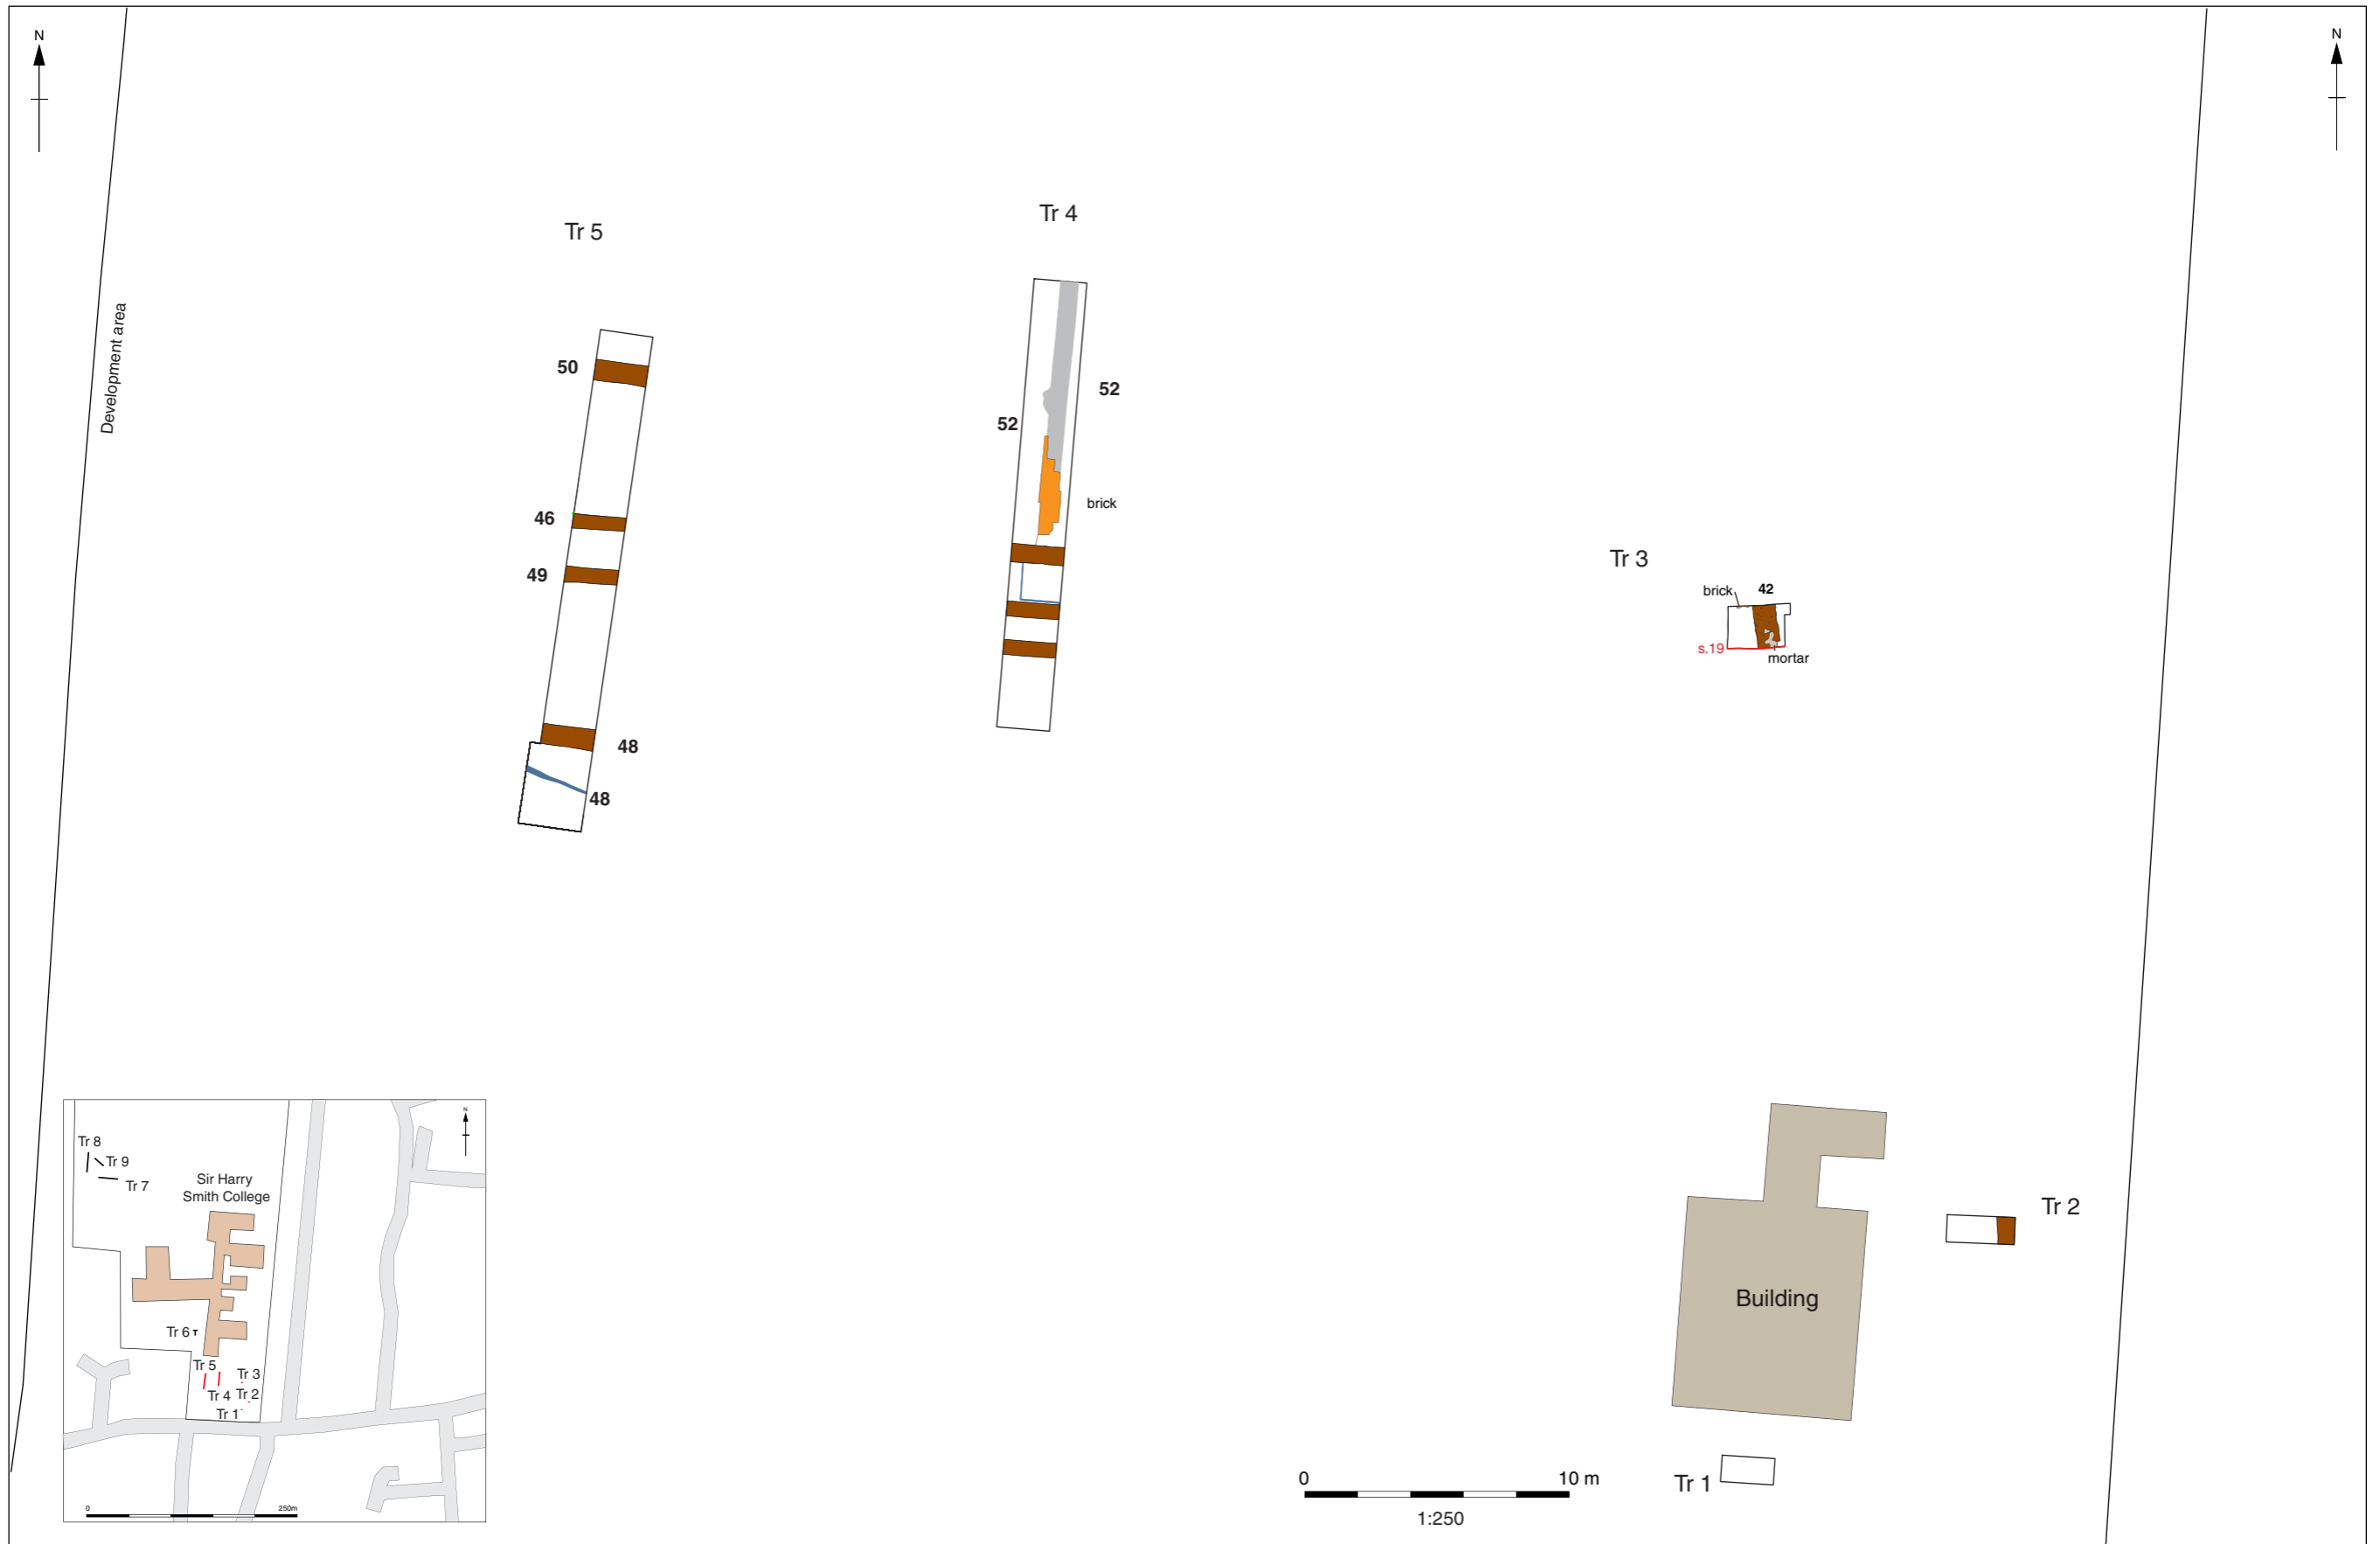 N
N
Development area
Tr 5
Tr 4
50
52
52
46
brick
49
Tr 3
brick
42
s.19
mortar
48
48
N
Tr 8
Tr 9
Tr 7
Sir Harry
Smith College
Tr 6
Tr 5
Tr 3
Tr 4
Tr 2
Tr 1
0
250m
Tr 2
Building
Tr 1
0
10 m
1:250